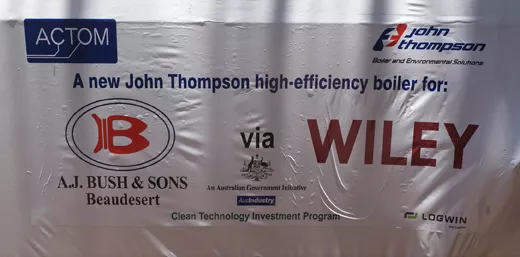 ACTOM
john
thompson
Boiler and Environmental Solutions
A new John Thompson high-efficiency boiler for:
B
A.J. BUSH & SONS
Beaudesert
via
An Australian Government Initiative
AusIndustry
WILEY
Clean Technology Investment Program
LOGWIN